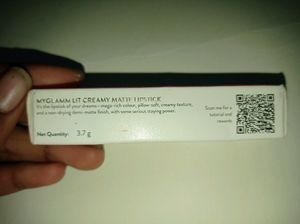 MYGLAMM LIT CREAMY MATTE LIPSTICK
It's the lipstick of your dreams - mega-rich colour, pillow soft, creamy texture,
and a non-drying demi-matte finish, with some serious staying power.
Net Quantity: 3.7 g
Scan me for a
tutorial and
rewards